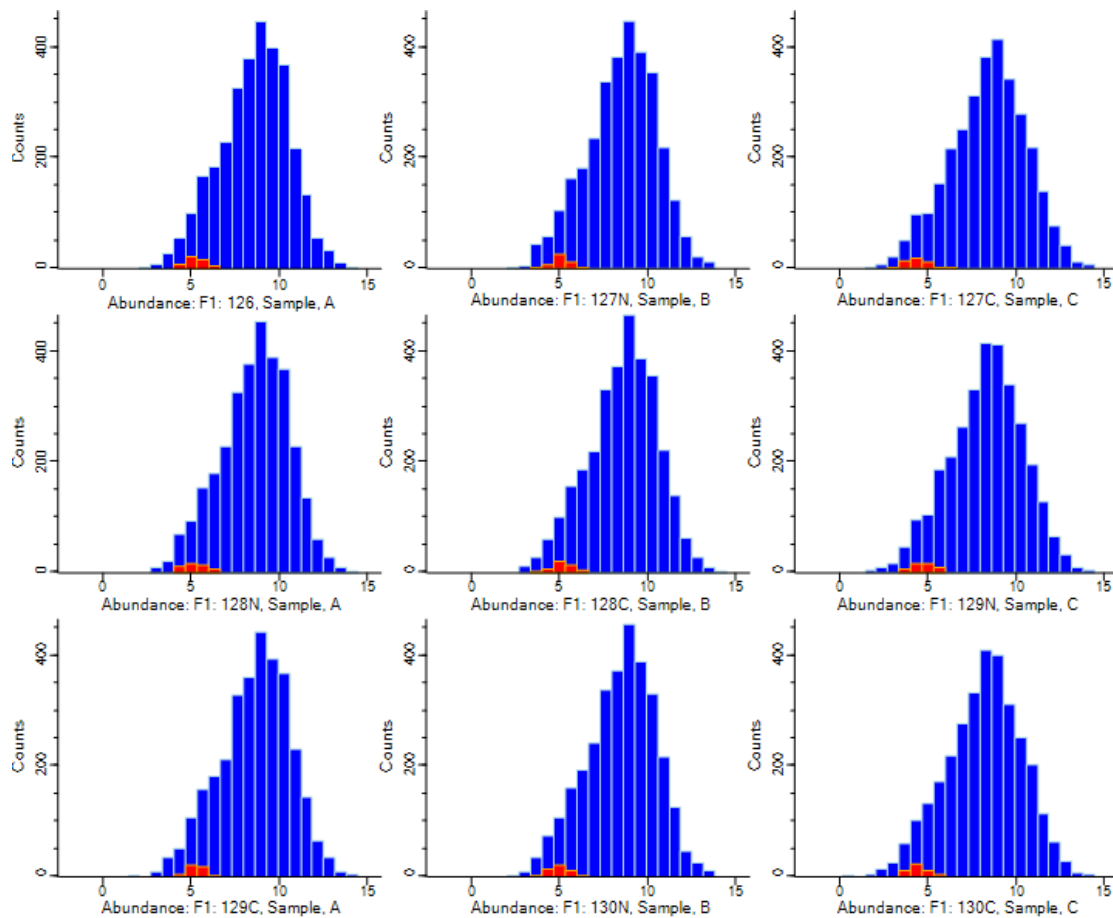 Counts
400
200
0
0 5 10 15
Abundance: F1: 126, Sample, A
Counts
400
200
0
0 5 10 15
Abundance: F1: 127N, Sample, B
Counts
400
200
0
0 5 10 15
Abundance: F1: 127C, Sample, C
Counts
400
200
0
0 5 10 15
Abundance: F1: 128N, Sample, A
Counts
400
200
0
0 5 10 15
Abundance: F1: 128C, Sample, B
Counts
400
200
0
0 5 10 15
Abundance: F1: 129N, Sample, C
Counts
400
200
0
0 5 10 15
Abundance: F1: 129C, Sample, A
Counts
400
200
0
0 5 10 15
Abundance: F1: 130N, Sample, B
Counts
400
200
0
0 5 10 15
Abundance: F1: 130C, Sample, C